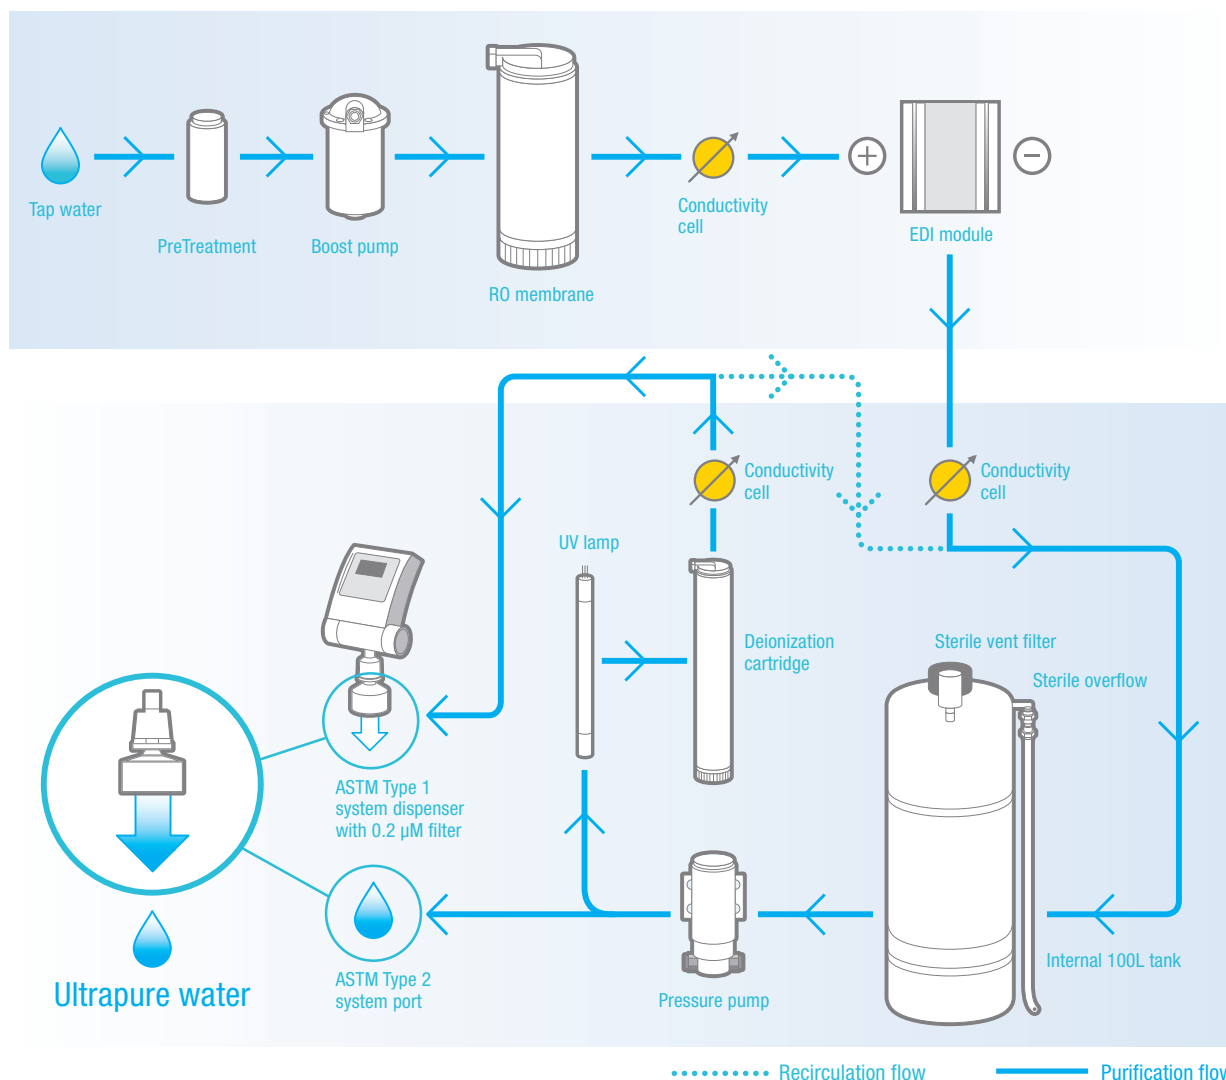 Tap water
PreTreatment
Boost pump
RO membrane
Conductivity
cell
EDI module
Conductivity
cell
Conductivity
cell
UV lamp
Deionization
cartridge
Sterile vent filter
Sterile overflow
ASTM Type 1
system dispenser
with 0.2 µM filter
Internal 100L tank
Pressure pump
ASTM Type 2
system port
Ultrapure water
Recirculation flow
Purification flow